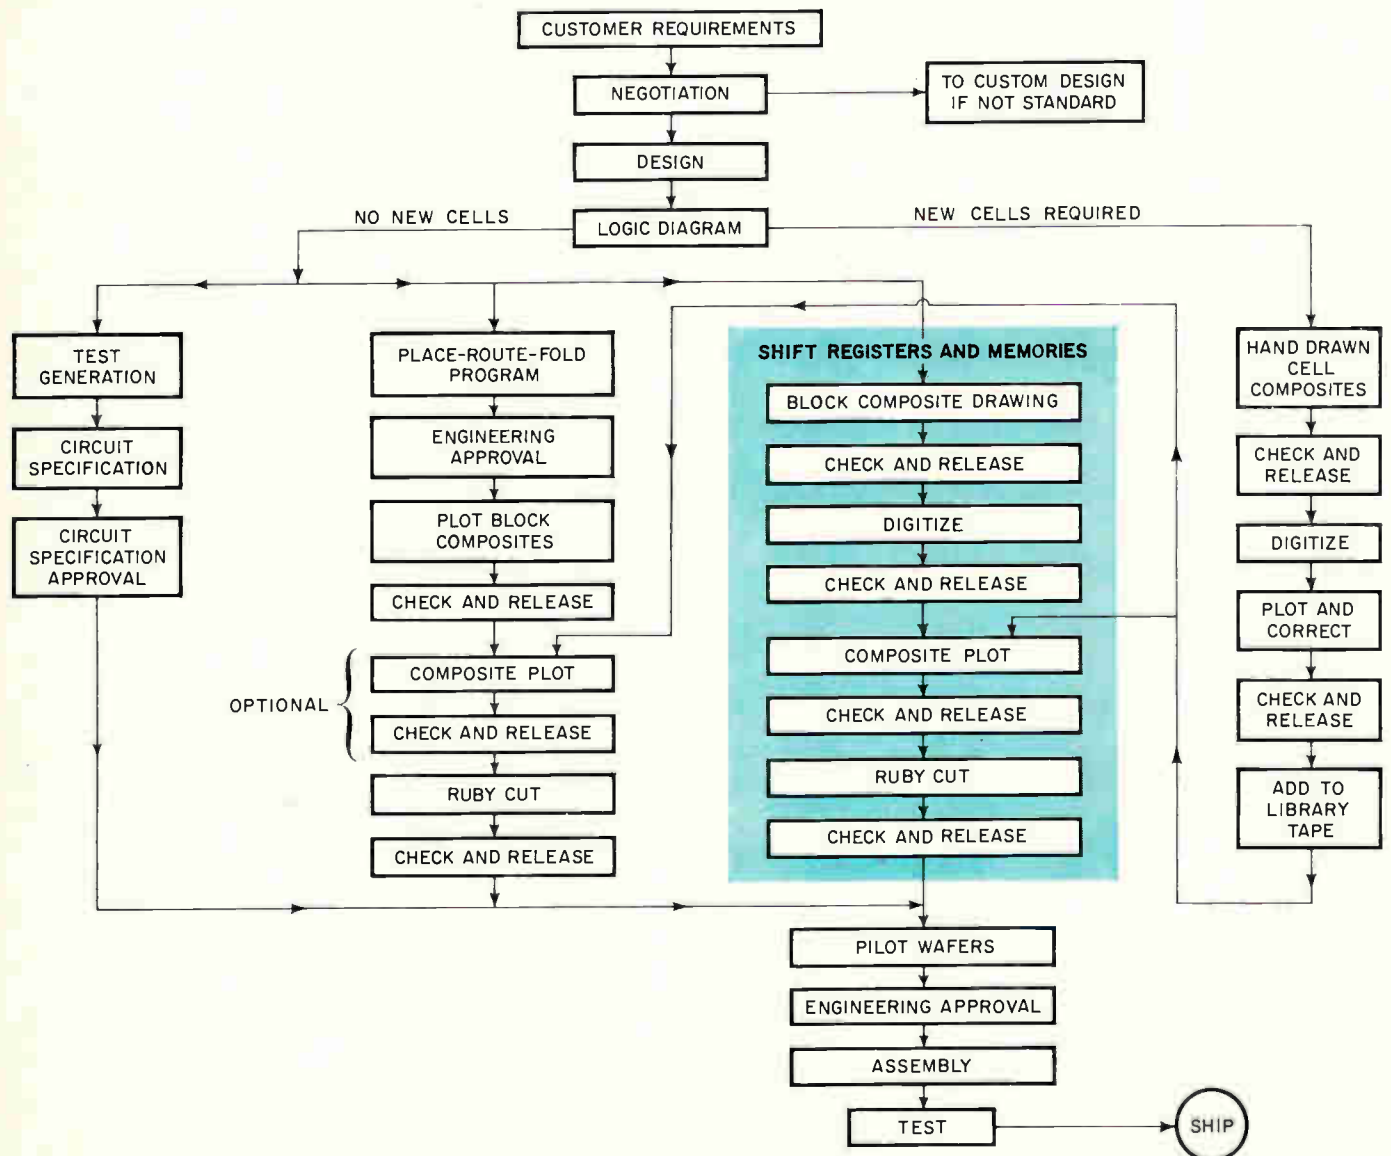 CUSTOMER REQUIREMENTS
NEGOTIATION
TO CUSTOM DESIGN
IF NOT STANDARD
DESIGN
LOGIC DIAGRAM
NO NEW CELLS
NEW CELLS REQUIRED
TEST
GENERATION
CIRCUIT
SPECIFICATION
CIRCUIT
SPECIFICATION
APPROVAL
PLACE-ROUTE-FOLD
PROGRAM
ENGINEERING
APPROVAL
PLOT BLOCK
COMPOSITES
CHECK AND RELEASE
OPTIONAL
COMPOSITE PLOT
CHECK AND RELEASE
RUBY CUT
CHECK AND RELEASE
SHIFT REGISTERS AND MEMORIES
BLOCK COMPOSITE DRAWING
CHECK AND RELEASE
DIGITIZE
CHECK AND RELEASE
COMPOSITE PLOT
CHECK AND RELEASE
RUBY CUT
CHECK AND RELEASE
HAND DRAWN
CELL
COMPOSITES
CHECK AND
RELEASE
DIGITIZE
PLOT AND
CORRECT
CHECK AND
RELEASE
ADD TO
LIBRARY
TAPE
PILOT WAFERS
ENGINEERING APPROVAL
ASSEMBLY
TEST
SHIP